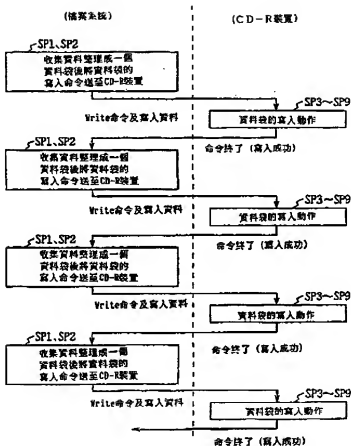 (檔案系統)
(CD-R裝置)
SP1、SP2
收集資料整理成一個
資料袋後將資料袋的
寫入命令送至CD-R裝置
SP3～SP9
Write命令及寫入資料
資料袋的寫入動作
SP1、SP2
命令終了(寫入成功)
收集資料整理成一個
資料袋後將資料袋的
寫入命令送至CD-R裝置
SP3～SP9
Write命令及寫入資料
資料袋的寫入動作
SP1、SP2
命令終了(寫入成功)
收集資料整理成一個
資料袋後將資料袋的
寫入命令送至CD-R裝置
SP3～SP9
Write命令及寫入資料
資料袋的寫入動作
SP1、SP2
命令終了(寫入成功)
收集資料整理成一個
資料袋後將資料袋的
寫入命令送至CD-R裝置
SP3～SP9
Write命令及寫入資料
資料袋的寫入動作
命令終了(寫入成功)